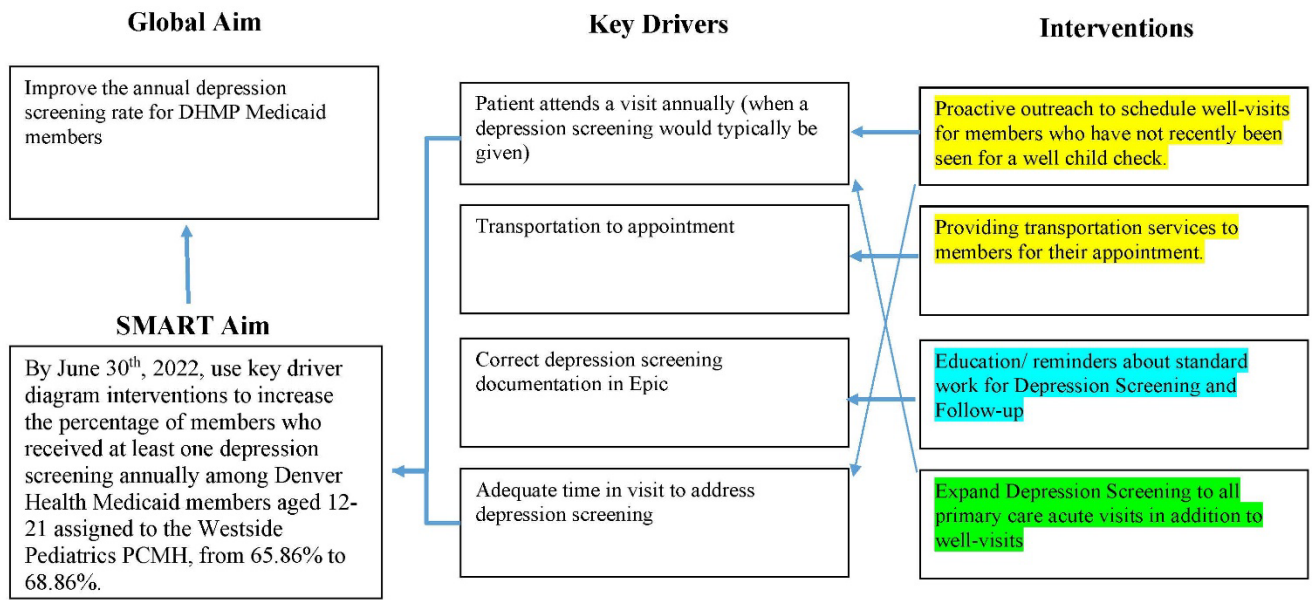 Global Aim
Improve the annual depression
screening rate for DHMP Medicaid
members
SMART Aim
By June 30th, 2022, use key driver
diagram interventions to increase
the percentage of members who
received at least one depression
screening annually among Denver
Health Medicaid members aged 12-
21 assigned to the Westside
Pediatrics PCMH, from 65.86% to
68.86%.
Key Drivers
Patient attends a visit annually (when a
depression screening would typically be
given)
Transportation to appointment
Correct depression screening
documentation in Epic
Adequate time in visit to address
depression screening
Interventions
Proactive outreach to schedule well-visits
for members who have not recently been
seen for a well child check.
Providing transportation services to
members for their appointment.
Education/ reminders about standard
work for Depression Screening and
Follow-up
Expand Depression Screening to all
primary care acute visits in addition to
well-visits